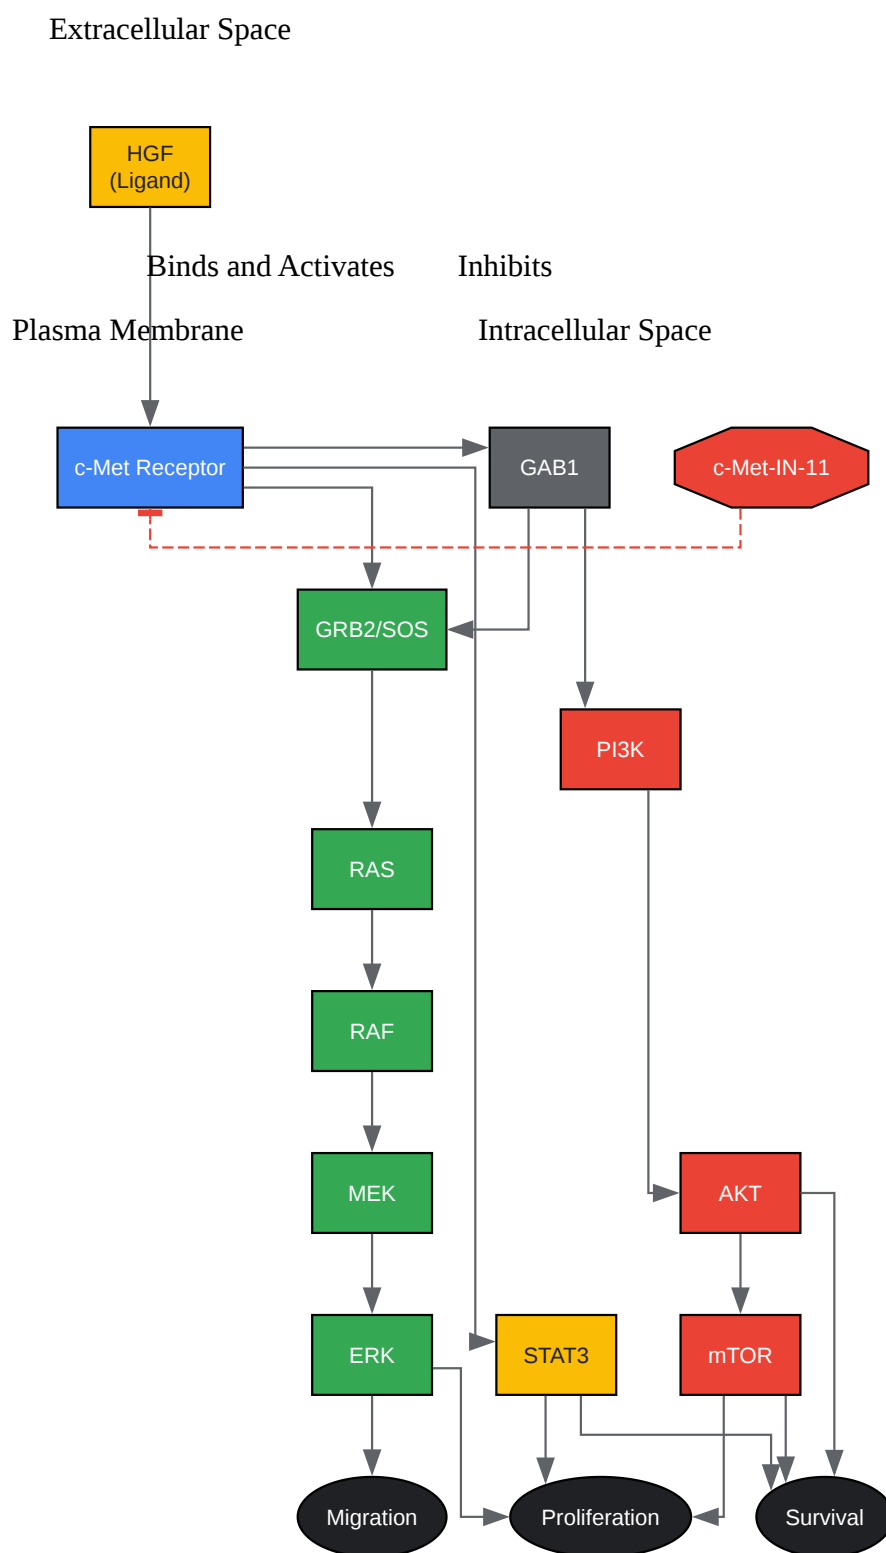 Extracellular Space
HGF
(Ligand)
Binds and Activates
Inhibits
Plasma Membrane
Intracellular Space
c-Met Receptor
GAB1
c-Met-IN-11
GRB2/SOS
PI3K
RAS
RAF
MEK
AKT
ERK
STAT3
mTOR
Migration
Proliferation
Survival